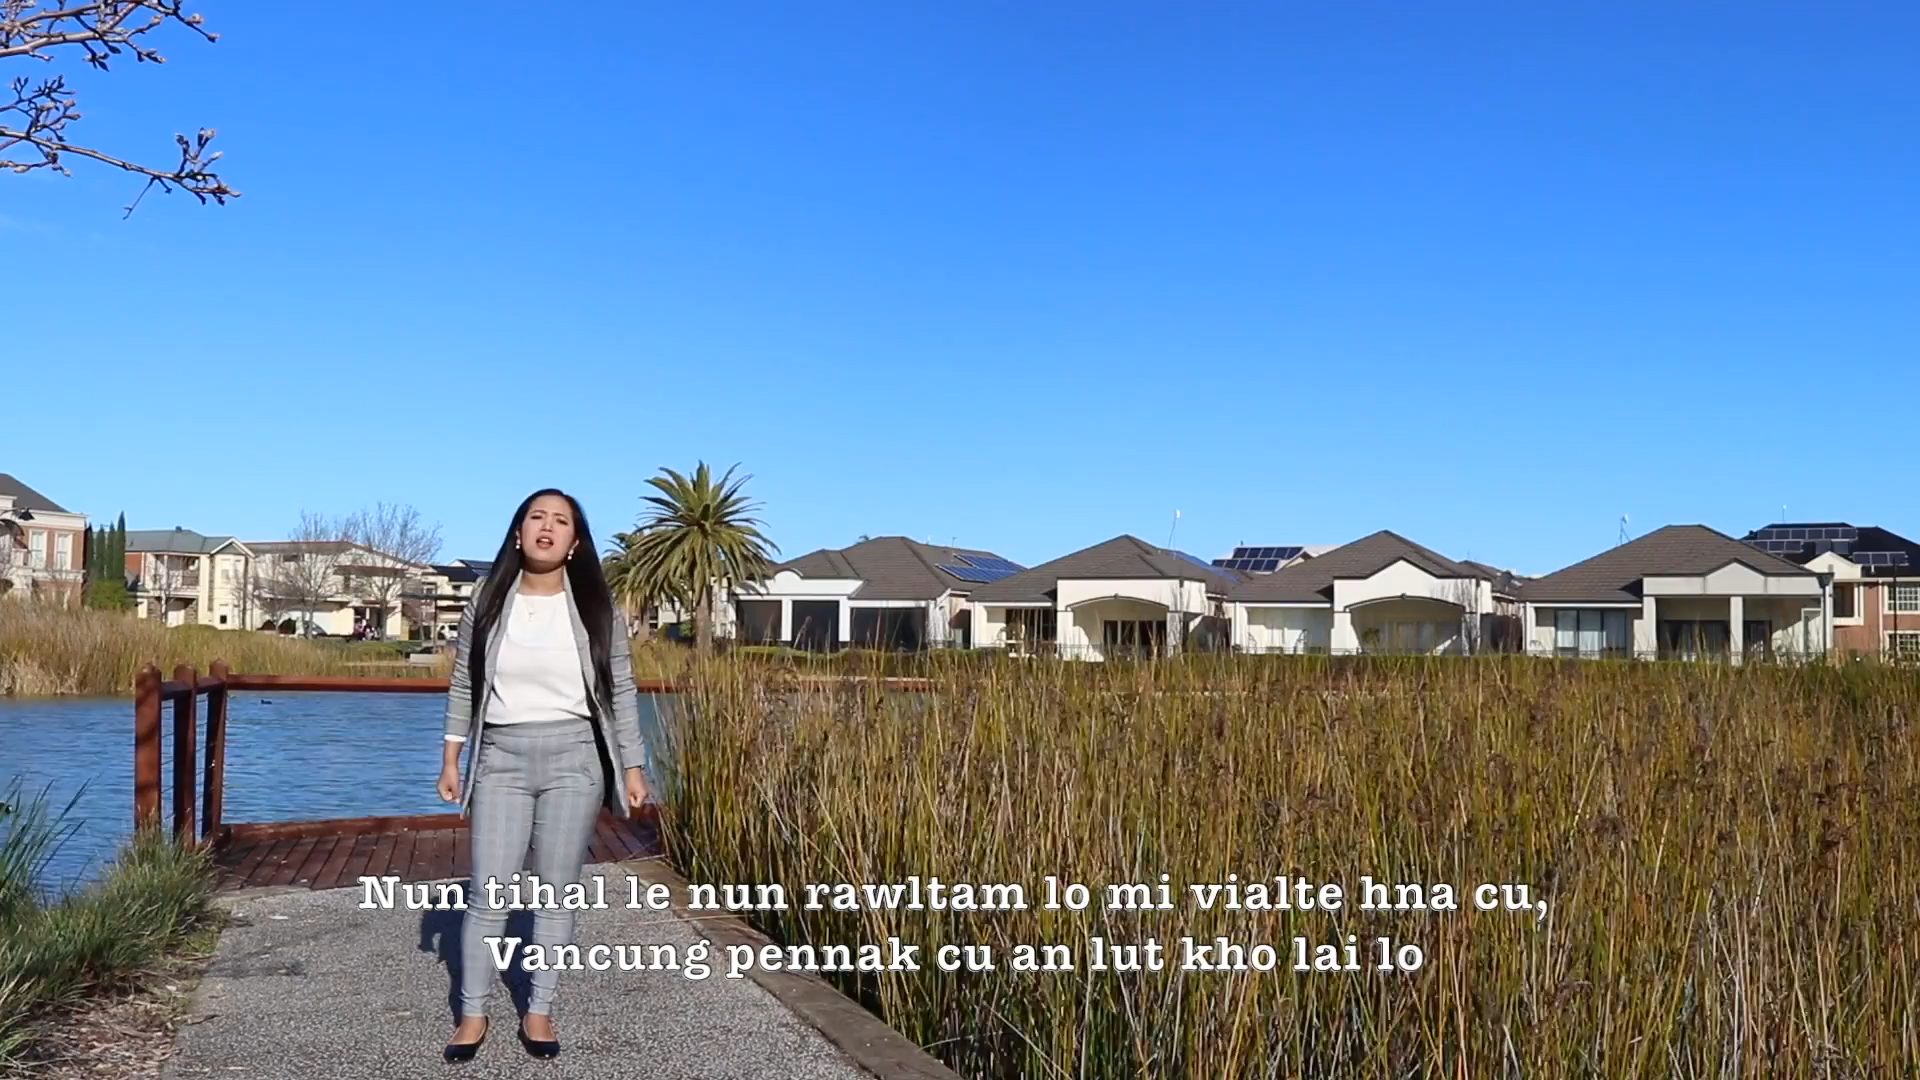 Nun tihal le nun rawltam lo mi vialte hna cu,
Vancung pennak cu an lut kho lai lo